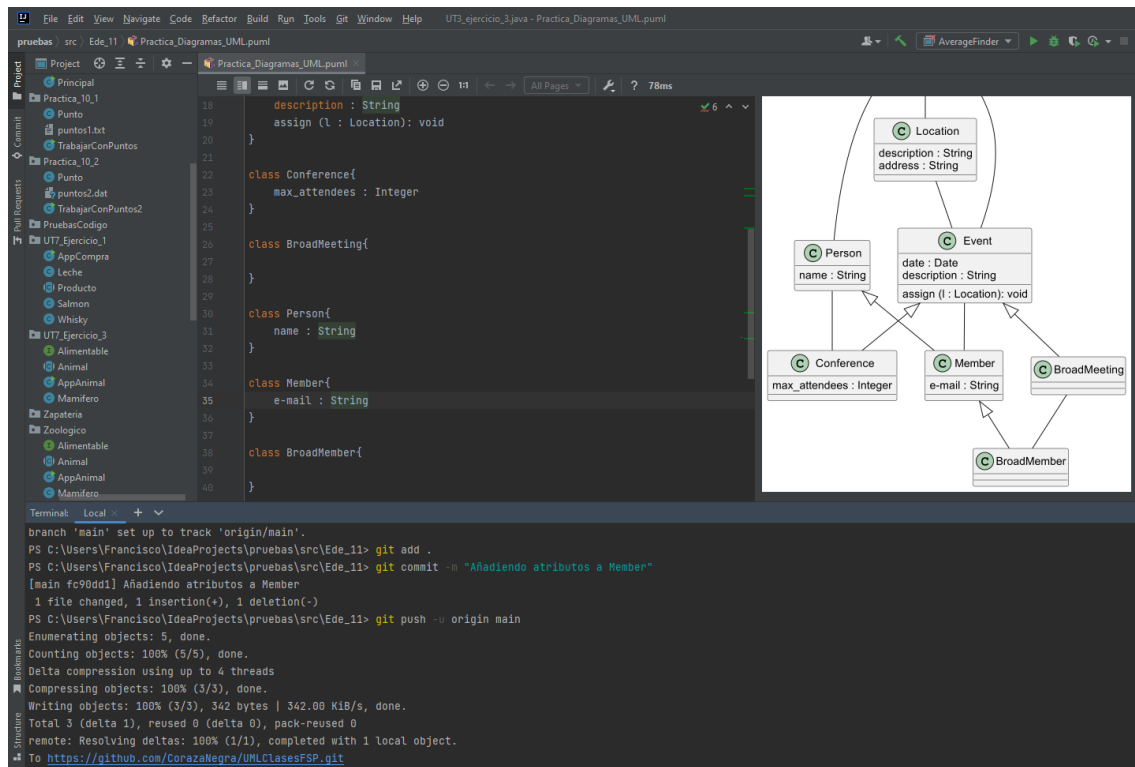 File Edit View Navigate Code Refactor Build Run Tools Git Window Help UT3_ejercicio_3.java - Practica_Diagramas_UML.puml
pruebas src Ede_11 Practica_Diagramas_UML.puml
AverageFinder
Project
Practica_Diagramas_UML.puml
1:1 All Pages ? 78ms
Project
Commit
Pull Requests
Bookmarks
Structure
Principal
Practica_10_1
Punto
puntos1.txt
TrabajarConPuntos
Practica_10_2
Punto
puntos2.dat
TrabajarConPuntos2
PruebasCodigo
UT7_Ejercicio_1
AppCompra
Leche
Producto
Salmon
Whisky
UT7_Ejercicio_3
Alimentable
Animal
AppAnimal
Mamifero
Zapateria
Zoologico
Alimentable
Animal
AppAnimal
Mamifero
18 description : String
19 assign (l : Location): void
20 }
21
22 class Conference{
23 max_attendees : Integer
24 }
25
26 class BroadMeeting{
27
28 }
29
30 class Person{
31 name : String
32 }
33
34 class Member{
35 e-mail : String
36 }
37
38 class BroadMember{
39
40 }
6
C Location
description : String
address : String
C Event
date : Date
description : String
assign (l : Location): void
C Person
name : String
C Conference
max_attendees : Integer
C Member
e-mail : String
C BroadMeeting
C BroadMember
Terminal: Local
branch 'main' set up to track 'origin/main'.
PS C:\Users\Francisco\IdeaProjects\pruebas\src\Ede_11> git add .
PS C:\Users\Francisco\IdeaProjects\pruebas\src\Ede_11> git commit -m "Añadiendo atributos a Member"
[main fc90dd1] Añadiendo atributos a Member
1 file changed, 1 insertion(+), 1 deletion(-)
PS C:\Users\Francisco\IdeaProjects\pruebas\src\Ede_11> git push -u origin main
Enumerating objects: 5, done.
Counting objects: 100% (5/5), done.
Delta compression using up to 4 threads
Compressing objects: 100% (3/3), done.
Writing objects: 100% (3/3), 342 bytes | 342.00 KiB/s, done.
Total 3 (delta 1), reused 0 (delta 0), pack-reused 0
remote: Resolving deltas: 100% (1/1), completed with 1 local object.
To https://github.com/CorazaNegra/UMLClasesFSP.git